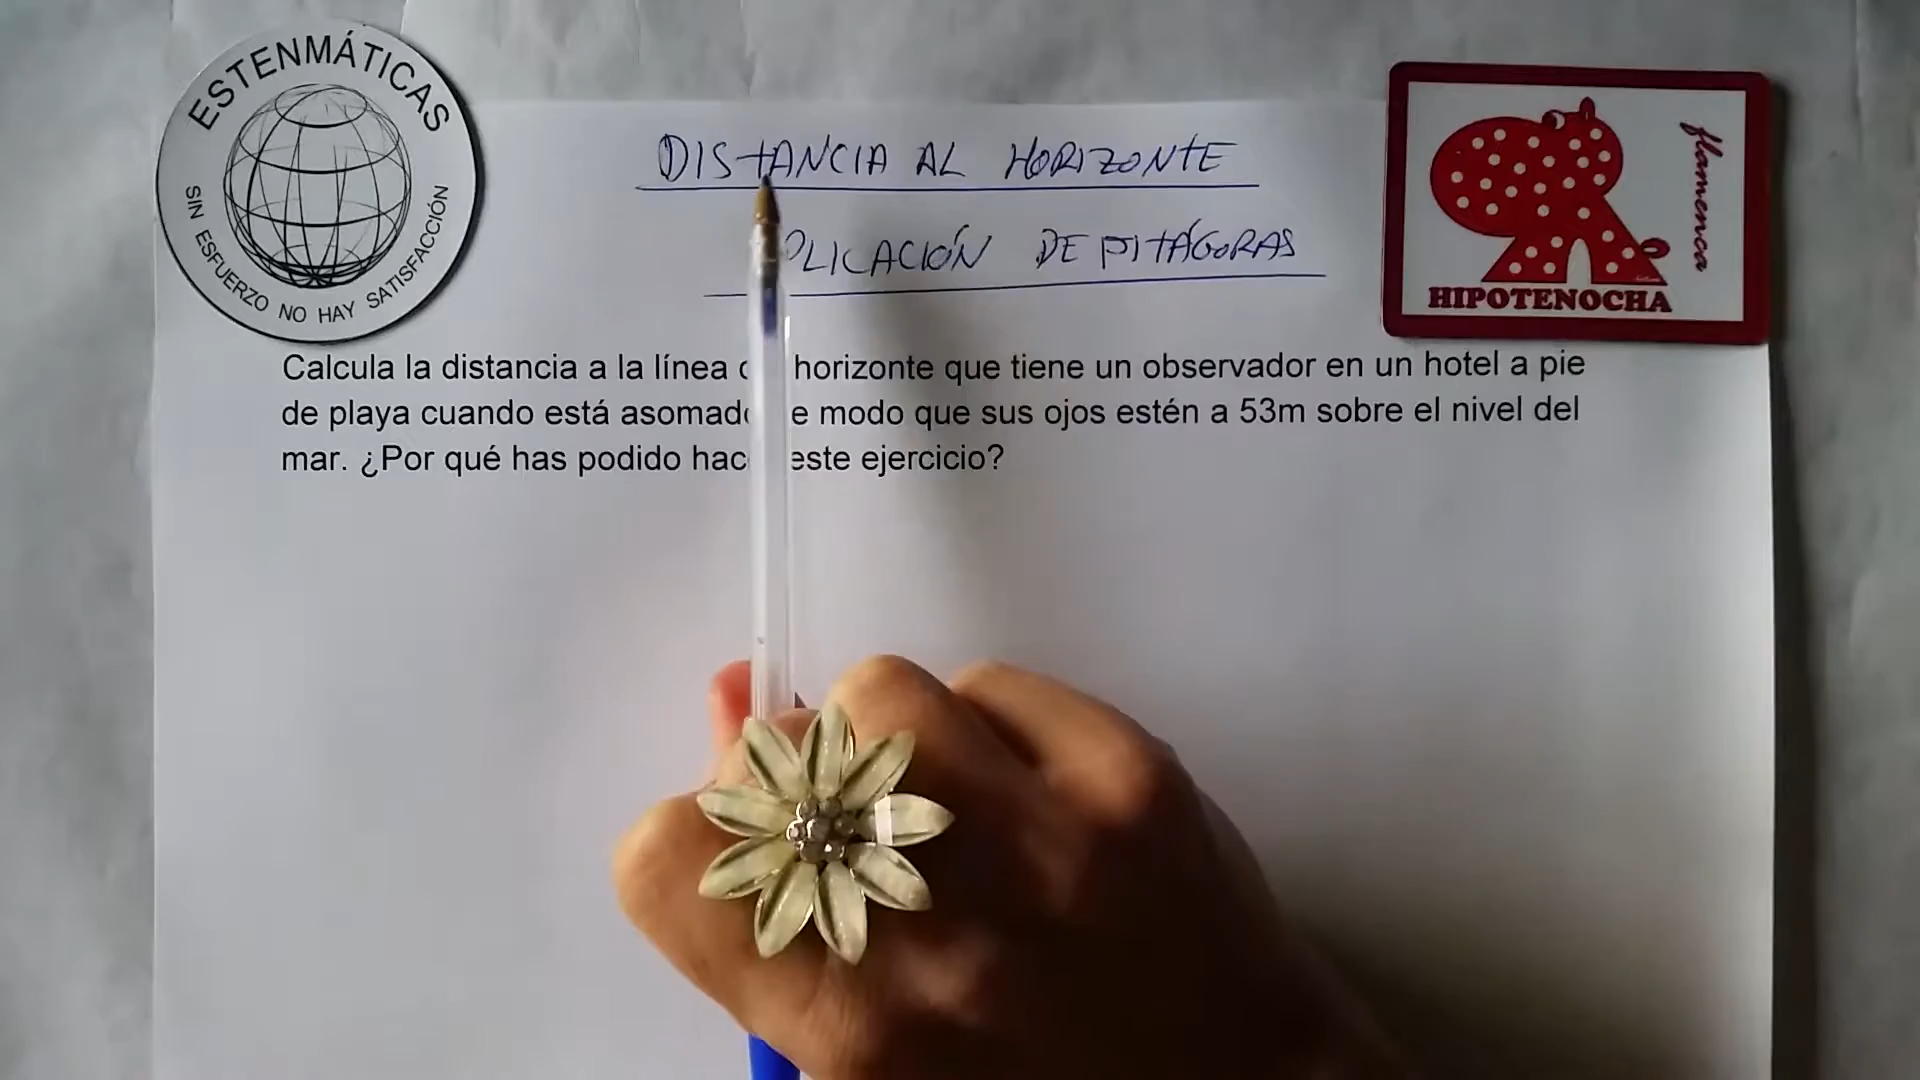 ESTENMÁTICAS
SIN ESFUERZO NO HAY SATISFACCIÓN
DISTANCIA AL HORIZONTE
PLICACIÓN DE PITÁGORAS
flamenca
HIPOTENOCHA
Calcula la distancia a la línea d horizonte que tiene un observador en un hotel a pie
de playa cuando está asomado e modo que sus ojos estén a 53m sobre el nivel del
mar. ¿Por qué has podido hac este ejercicio?